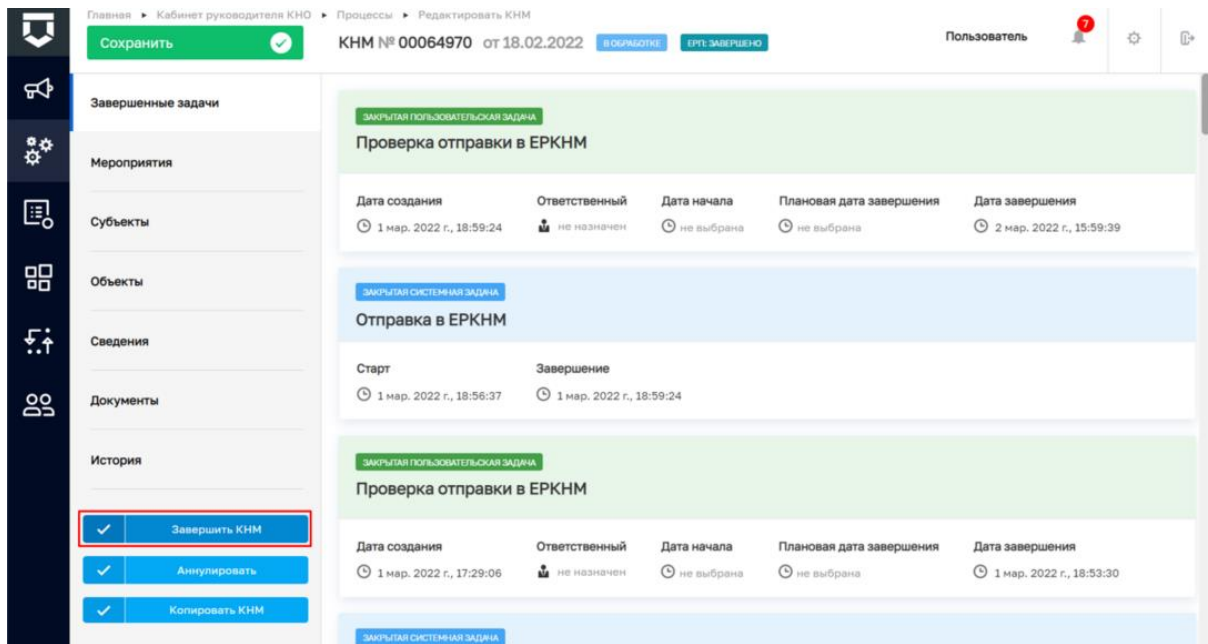 Главная ▸ Кабинет руководителя КНО ▸ Процессы ▸ Редактировать КНМ
Сохранить
КНМ № 00064970 от 18.02.2022 В ОБРАБОТКЕ ЕРП: ЗАВЕРШЕНО
Пользователь 7
Завершенные задачи
Мероприятия
Субъекты
Объекты
Сведения
Документы
История
Завершить КНМ
Аннулировать
Копировать КНМ
ЗАКРЫТАЯ ПОЛЬЗОВАТЕЛЬСКАЯ ЗАДАЧА
Проверка отправки в ЕРКНМ
Дата создания Ответственный Дата начала Плановая дата завершения Дата завершения
1 мар. 2022 г., 18:59:24 не назначен не выбрана не выбрана 2 мар. 2022 г., 15:59:39
ЗАКРЫТАЯ СИСТЕМНАЯ ЗАДАЧА
Отправка в ЕРКНМ
Старт Завершение
1 мар. 2022 г., 18:56:37 1 мар. 2022 г., 18:59:24
ЗАКРЫТАЯ ПОЛЬЗОВАТЕЛЬСКАЯ ЗАДАЧА
Проверка отправки в ЕРКНМ
Дата создания Ответственный Дата начала Плановая дата завершения Дата завершения
1 мар. 2022 г., 17:29:06 не назначен не выбрана не выбрана 1 мар. 2022 г., 18:53:30
ЗАКРЫТАЯ СИСТЕМНАЯ ЗАДАЧА